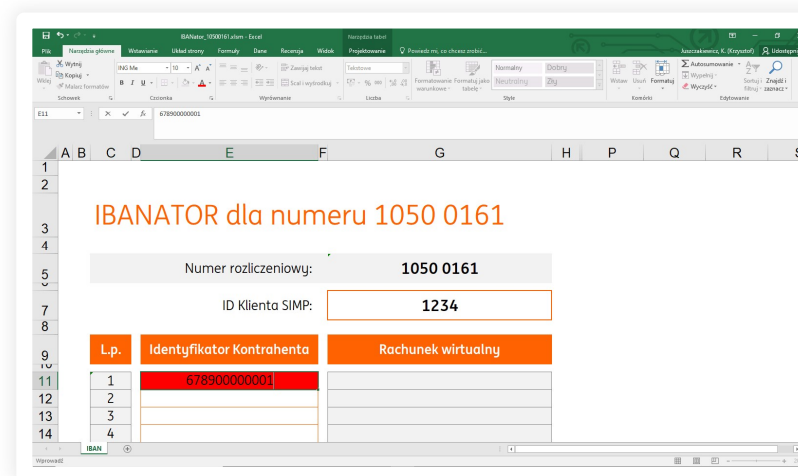 IBANator_10500161.xlsm - Excel
Narzędzia tabel
Plik Narzędzia główne Wstawianie Układ strony Formuły Dane Recenzja Widok Projektowanie Powiedz mi, co chcesz zrobić... Juszczakiewicz, K. (Krzysztof) Udostępni
Wklej Wytnij Kopiuj Malarz formatów
ING Me 10
B I U
Zawijaj tekst
Scal i wyśrodkuj
Tekstowe
Formatowanie warunkowe Formatuj jako tabelę
Normalny Dobry
Neutralny Zły
Wstaw Usuń Formatuj
Autosumowanie
Wypełnij
Wyczyść
Sortuj i filtruj
Znajdź i zaznacz
Schowek Czcionka Wyrównanie Liczba Style Komórki Edytowanie
E11 fx 678900000001
A B C D E F G H P Q R S
1
2
3 IBANATOR dla numeru 1050 0161
4
5 Numer rozliczeniowy: 1050 0161
7 ID Klienta SIMP: 1234
8
9 L.p. Identyfikator Kontrahenta Rachunek wirtualny
10
11 1 678900000001
12 2
13 3
14 4
IBAN
Wprowadź